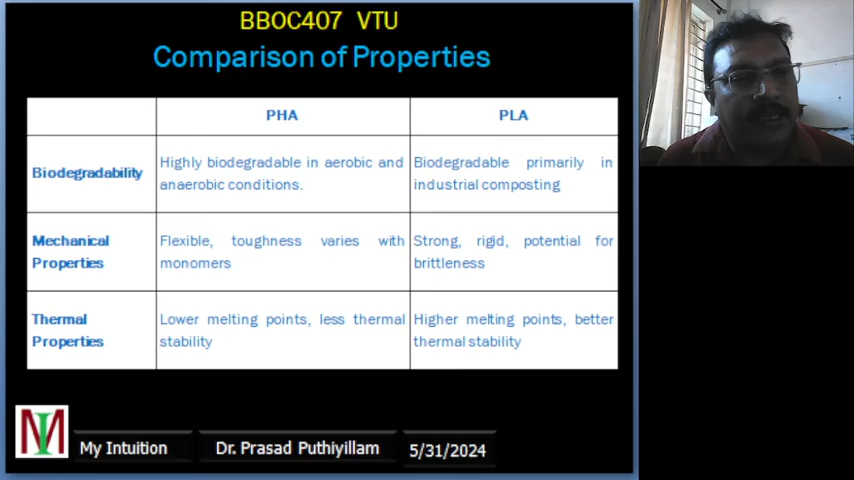 BBOC407 VTU
Comparison of Properties
PHA
PLA
Biodegradability
Highly biodegradable in aerobic and
anaerobic conditions.
Biodegradable primarily in
industrial composting
Mechanical
Properties
Flexible, toughness varies with
monomers
Strong, rigid, potential for
brittleness
Thermal
Properties
Lower melting points, less thermal
stability
Higher melting points, better
thermal stability
MI
My Intuition
Dr. Prasad Puthiyillam
5/31/2024